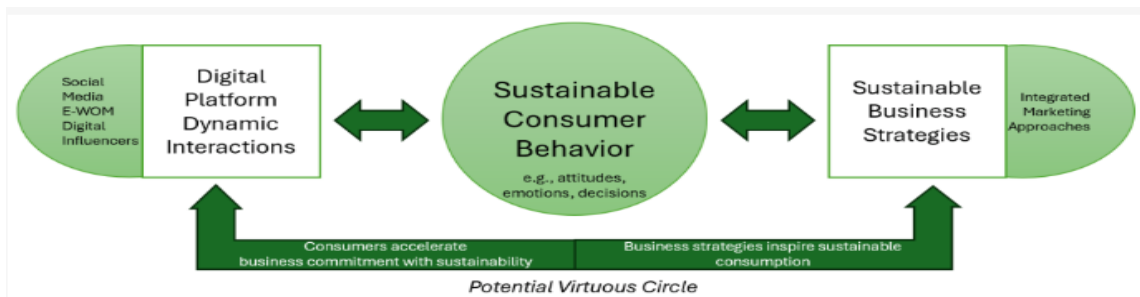 Social
Media
E-WOM
Digital
Influencers
Digital
Platform
Dynamic
Interactions
Sustainable
Consumer
Behavior
e.g., attitudes,
emotions, decisions
Sustainable
Business
Strategies
Integrated
Marketing
Approaches
Consumers accelerate
business commitment with sustainability
Business strategies inspire sustainable
consumption
Potential Virtuous Circle